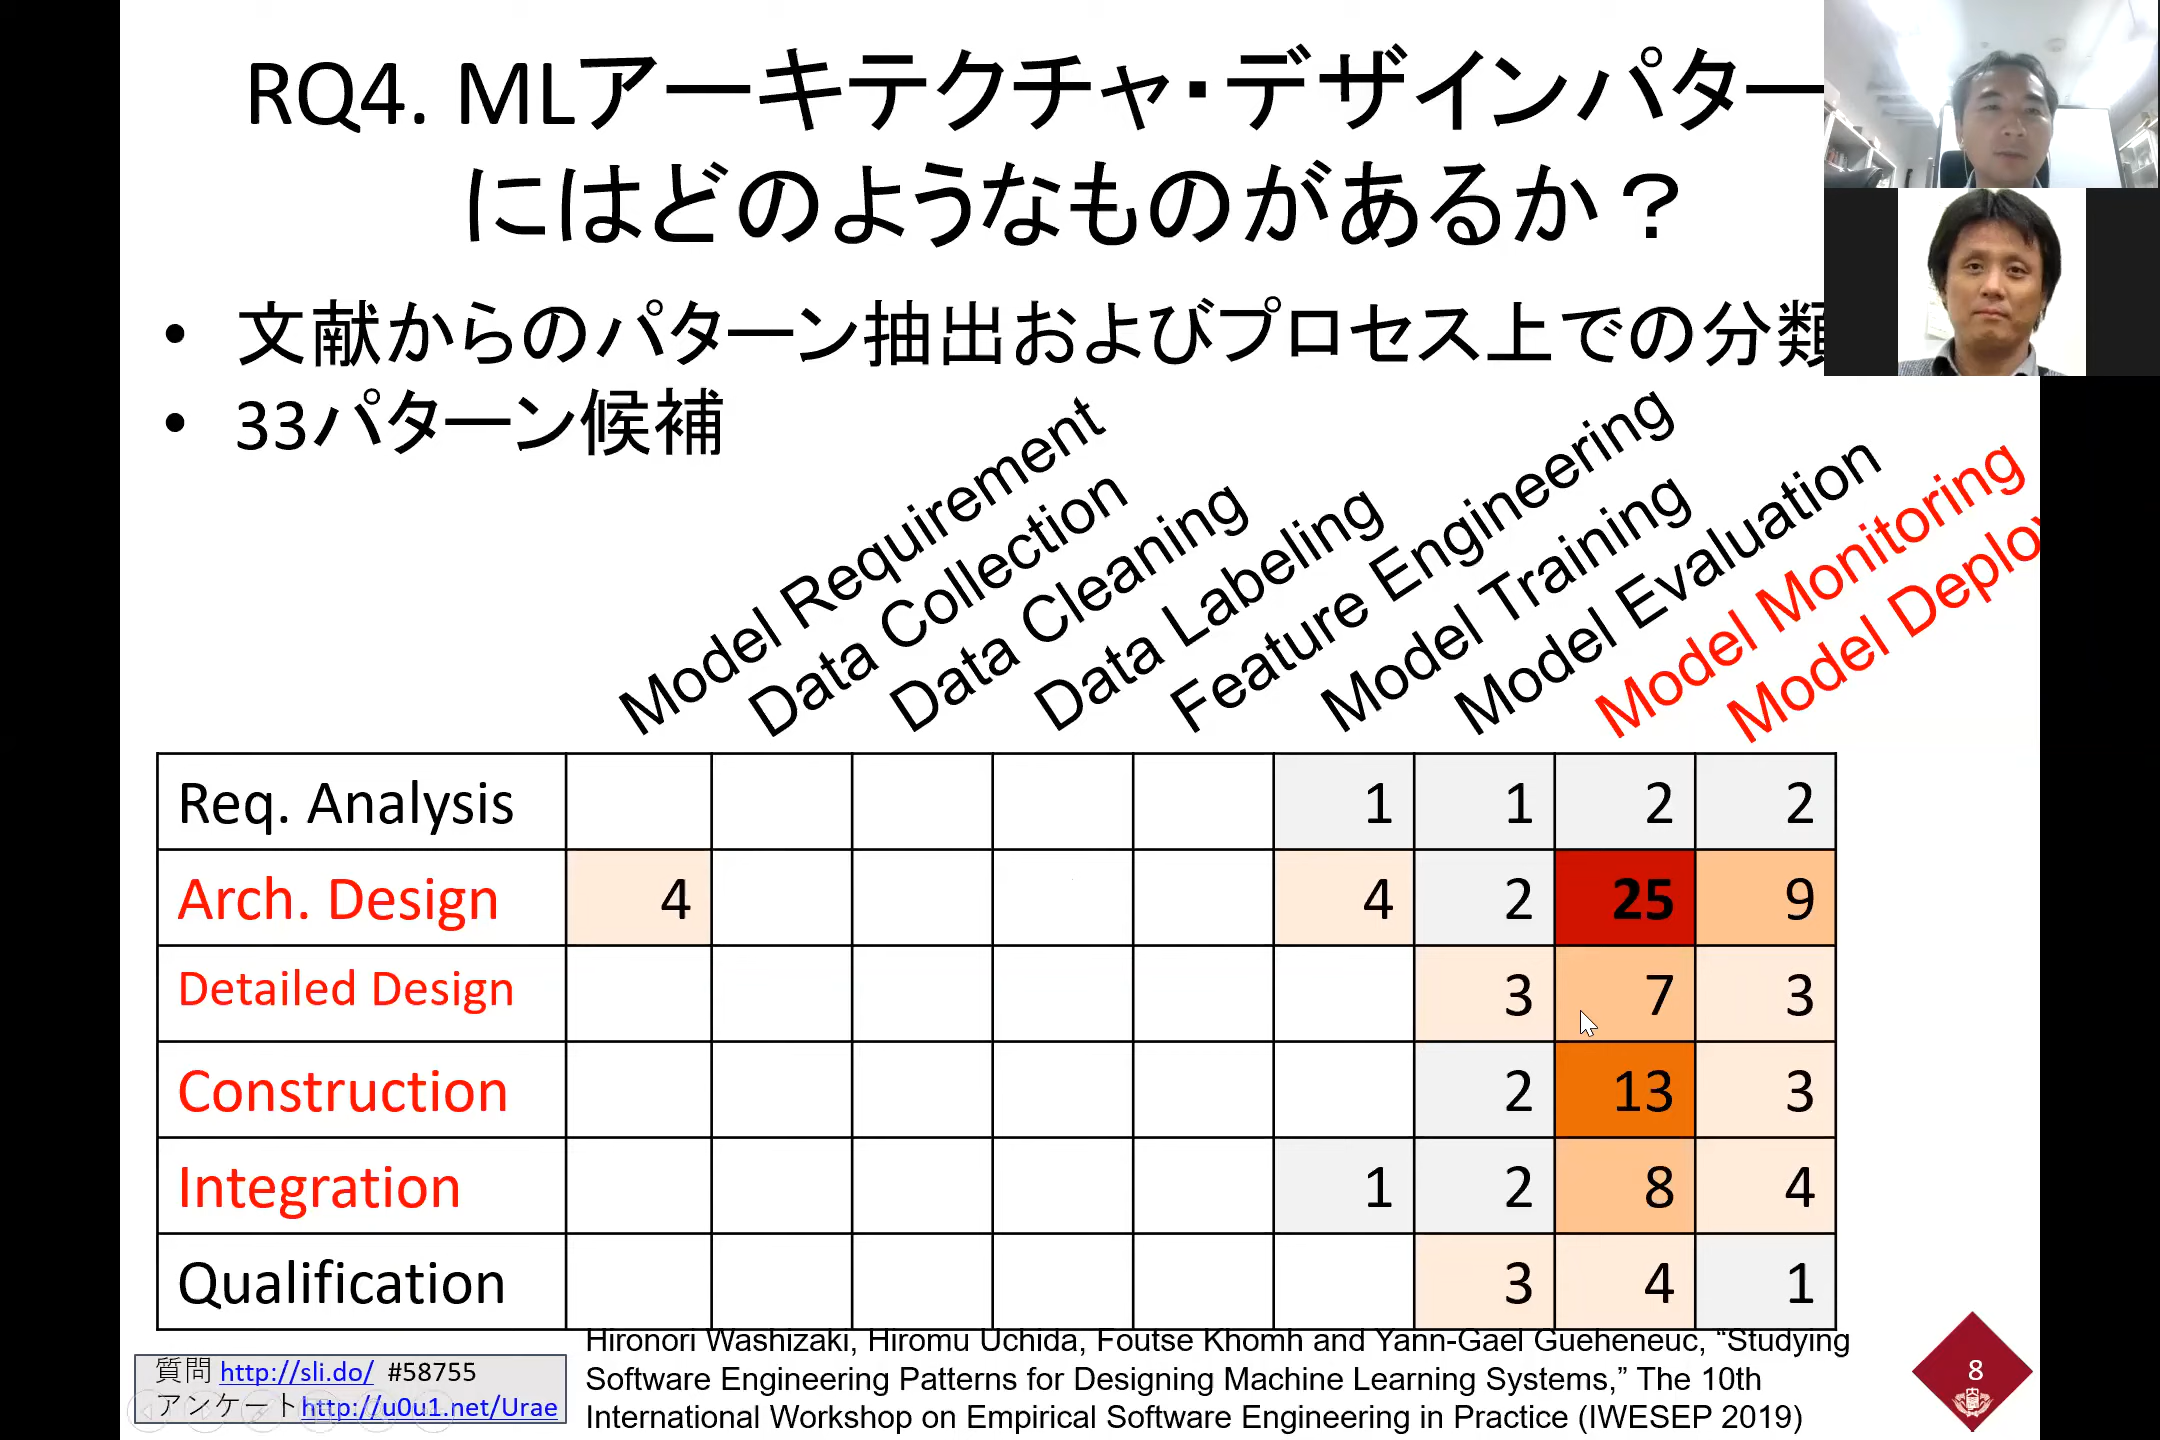 RQ4. MLアーキテクチャ・デザインパター
にはどのようなものがあるか？
• 文献からのパターン抽出およびプロセス上での分類
• 33パターン候補
Model Requirement
Data Collection
Data Cleaning
Data Labeling
Feature Engineering
Model Training
Model Evaluation
Model Monitoring
Model Deplo
Req. Analysis 1 1 2 2
Arch. Design 4 4 2 25 9
Detailed Design 3 7 3
Construction 2 13 3
Integration 1 2 8 4
Qualification 3 4 1
質問 http://sli.do/ #58755
アンケート http://u0u1.net/Urae
Hironori Washizaki, Hiromu Uchida, Foutse Khomh and Yann-Gael Gueheneuc, “Studying
Software Engineering Patterns for Designing Machine Learning Systems,” The 10th
International Workshop on Empirical Software Engineering in Practice (IWESEP 2019)
8